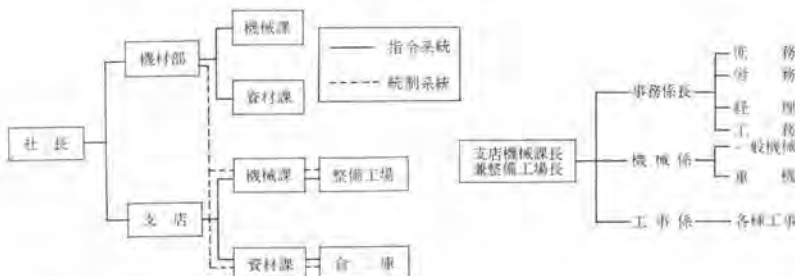 社長
機材部
支店
機械課
資材課
指令系統
統制系統
機械課
整備工場
資材課
倉庫
支店機械課長
兼整備工場長
事務係長
庶務
労務
経理
工務
機械係
一般機械
重機
工事係
各種工事